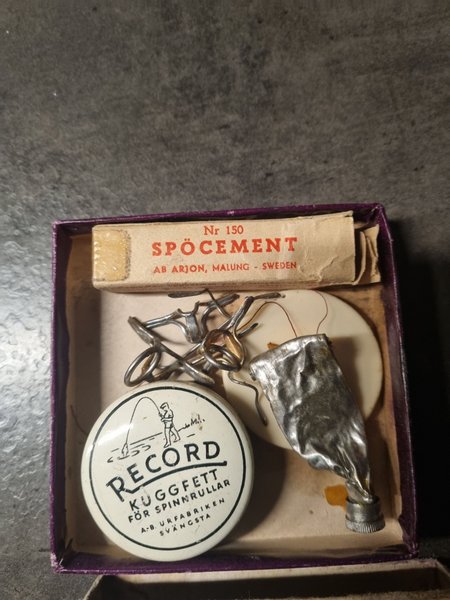 Nr 150
SPÖCEMENT
AB ARJON, MALUNG - SWEDEN
RECORD
KUGGFETT
FÖR SPINNRULLAR
A-B. URFABRIKEN
SVÄNGSTA